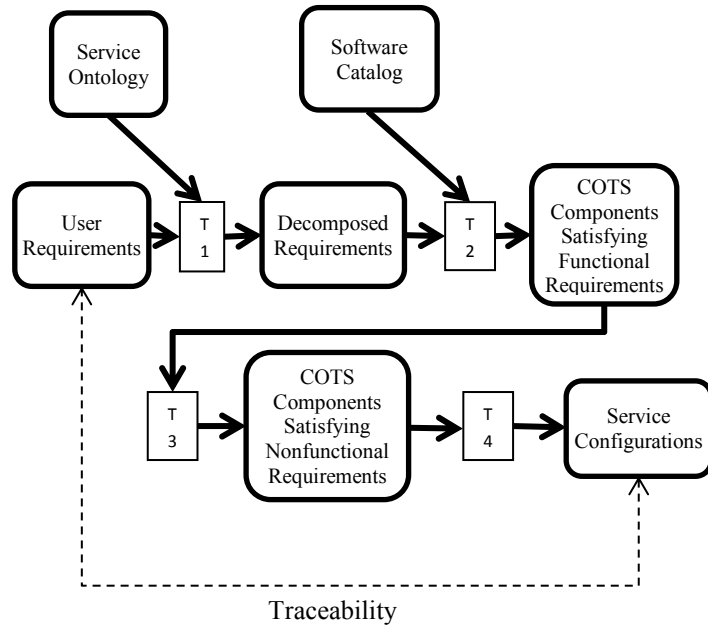 Service
Ontology
Software
Catalog
User
Requirements
T
1
Decomposed
Requirements
T
2
COTS
Components
Satisfying
Functional
Requirements
T
3
COTS
Components
Satisfying
Nonfunctional
Requirements
T
4
Service
Configurations
Traceability